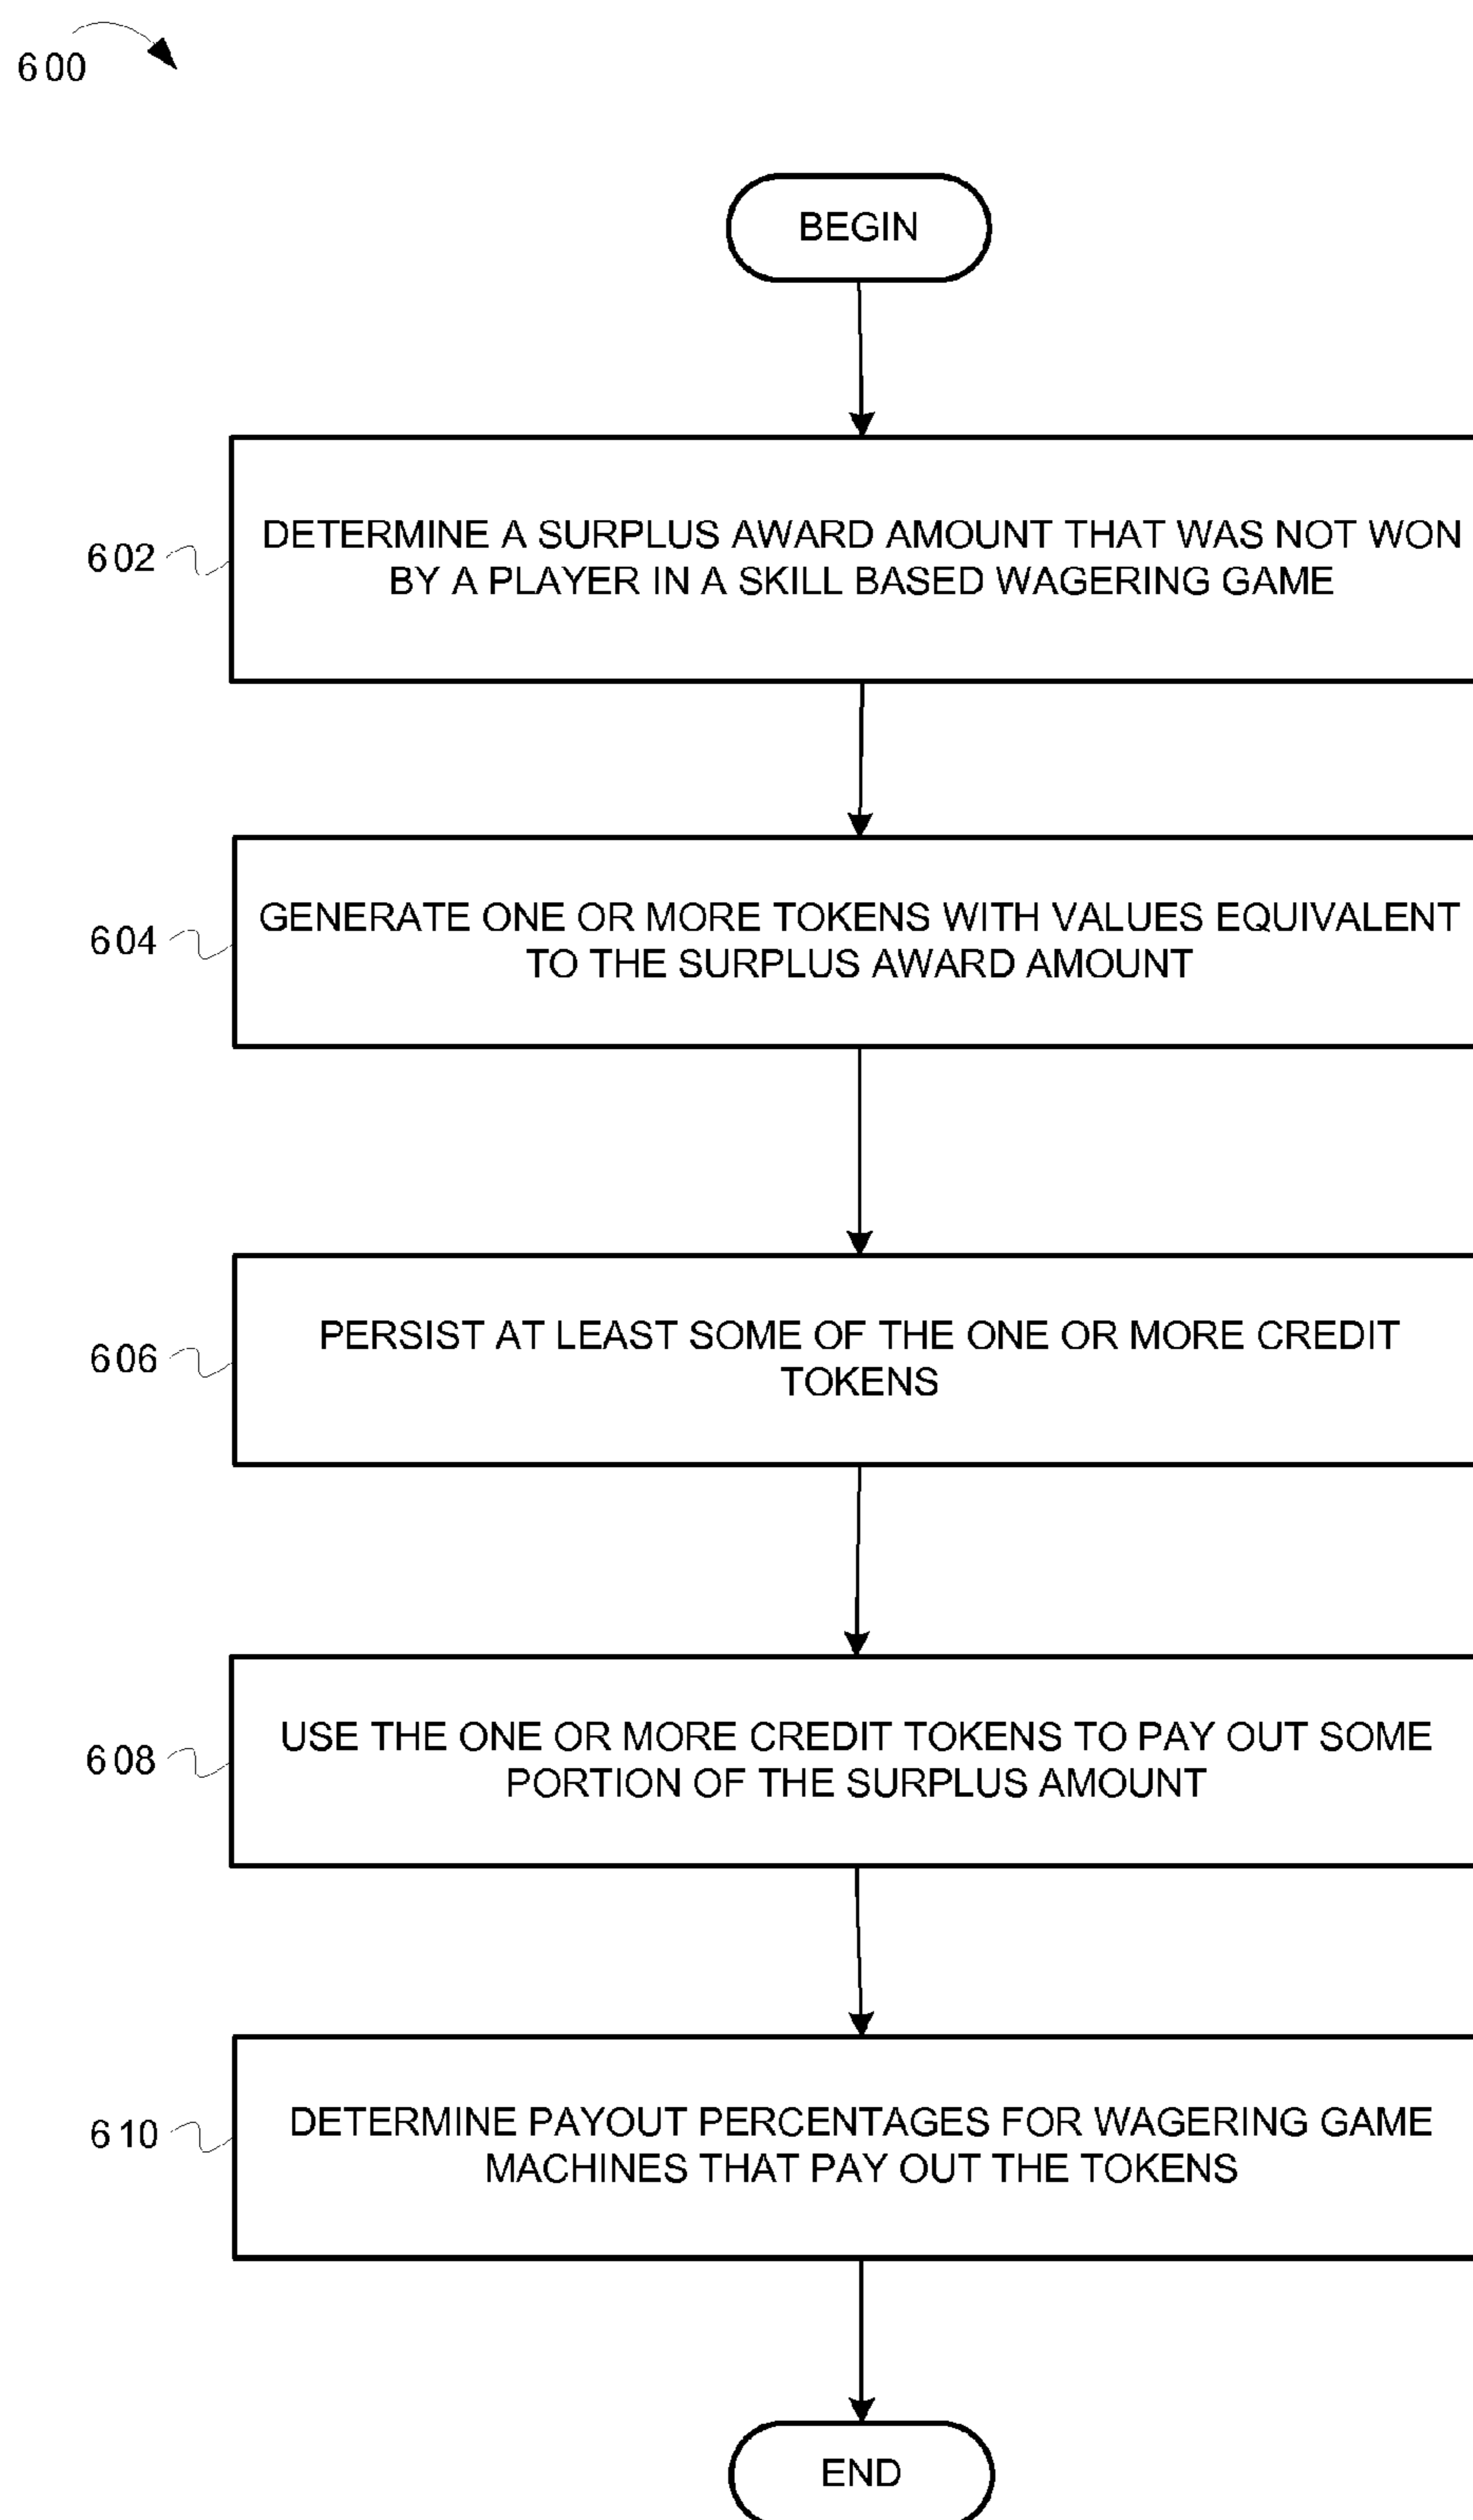 600
BEGIN
602
DETERMINE A SURPLUS AWARD AMOUNT THAT WAS NOT WON
BY A PLAYER IN A SKILL BASED WAGERING GAME
604
GENERATE ONE OR MORE TOKENS WITH VALUES EQUIVALENT
TO THE SURPLUS AWARD AMOUNT
606
PERSIST AT LEAST SOME OF THE ONE OR MORE CREDIT
TOKENS
608
USE THE ONE OR MORE CREDIT TOKENS TO PAY OUT SOME
PORTION OF THE SURPLUS AMOUNT
610
DETERMINE PAYOUT PERCENTAGES FOR WAGERING GAME
MACHINES THAT PAY OUT THE TOKENS
END